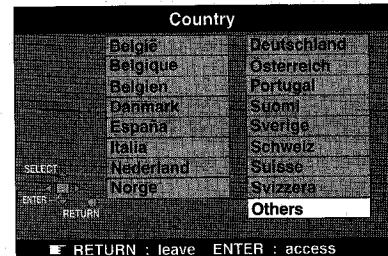 Country
België
Belgique
Belgien
Danmark
España
Italia
Nederland
Norge
Deutschland
Österreich
Portugal
Suomi
Sverige
Schweiz
Suisse
Svizzera
Others
SELECT
ENTER
RETURN
RETURN : leave ENTER : access